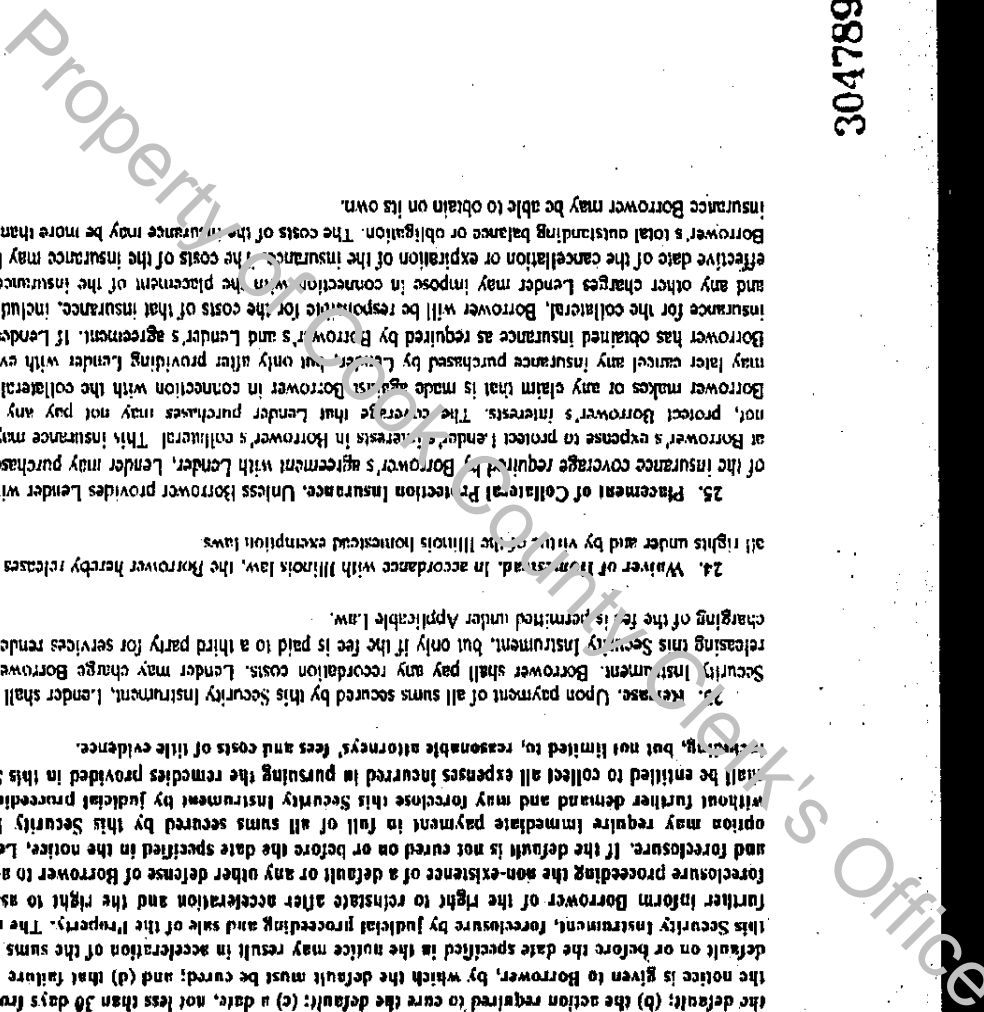 the default; (b) the action required to cure the default; (c) a date, not less than 30 days
the notice is given to Borrower, by which the default must be cured; and (d) that failure
default on or before the date specified in the notice may result in acceleration of the sums
this Security Instrument, foreclosure by judicial proceeding and sale of the Property. The
further inform Borrower of the right to reinstate after acceleration and the right to
foreclosure proceeding the non-existence of a default or any other defense of Borrower to
and foreclosure. If the default is not cured on or before the date specified in the notice,
option may require immediate payment in full of all sums secured by this Security
without further demand and may foreclose this Security Instrument by judicial
shall be entitled to collect all expenses incurred in pursuing the remedies provided in this
including, but not limited to, reasonable attorneys' fees and costs of title evidence.
23. Release. Upon payment of all sums secured by this Security Instrument, Lender shall
Security Instrument. Borrower shall pay any recordation costs. Lender may charge
releasing this Security Instrument, but only if the fee is paid to a third party for services
charging of the fee is permitted under Applicable Law.
24. Waiver of Homestead. In accordance with Illinois law, the Borrower hereby releases
all rights under and by virtue of the Illinois homestead exemption laws.
25. Placement of Collateral Protection Insurance. Unless Borrower provides Lender
of the insurance coverage required by Borrower's agreement with Lender, Lender may purchase
at Borrower's expense to protect Lender's interests in Borrower's collateral. This insurance
not, protect Borrower's interests. The coverage that Lender purchases may not pay any
Borrower makes or any claim that is made against Borrower in connection with the collateral
may later cancel any insurance purchased by Lender, but only after providing Lender with
Borrower has obtained insurance as required by Borrower's and Lender's agreement. If
insurance for the collateral, Borrower will be responsible for the costs of that insurance,
and any other charges Lender may impose in connection with the placement of the
effective date of the cancellation or expiration of the insurance. The costs of the insurance may
Borrower's total outstanding balance or obligation. The costs of the insurance may be more than
insurance Borrower may be able to obtain on its own.
304789
Property of Cook County Clerk's Office